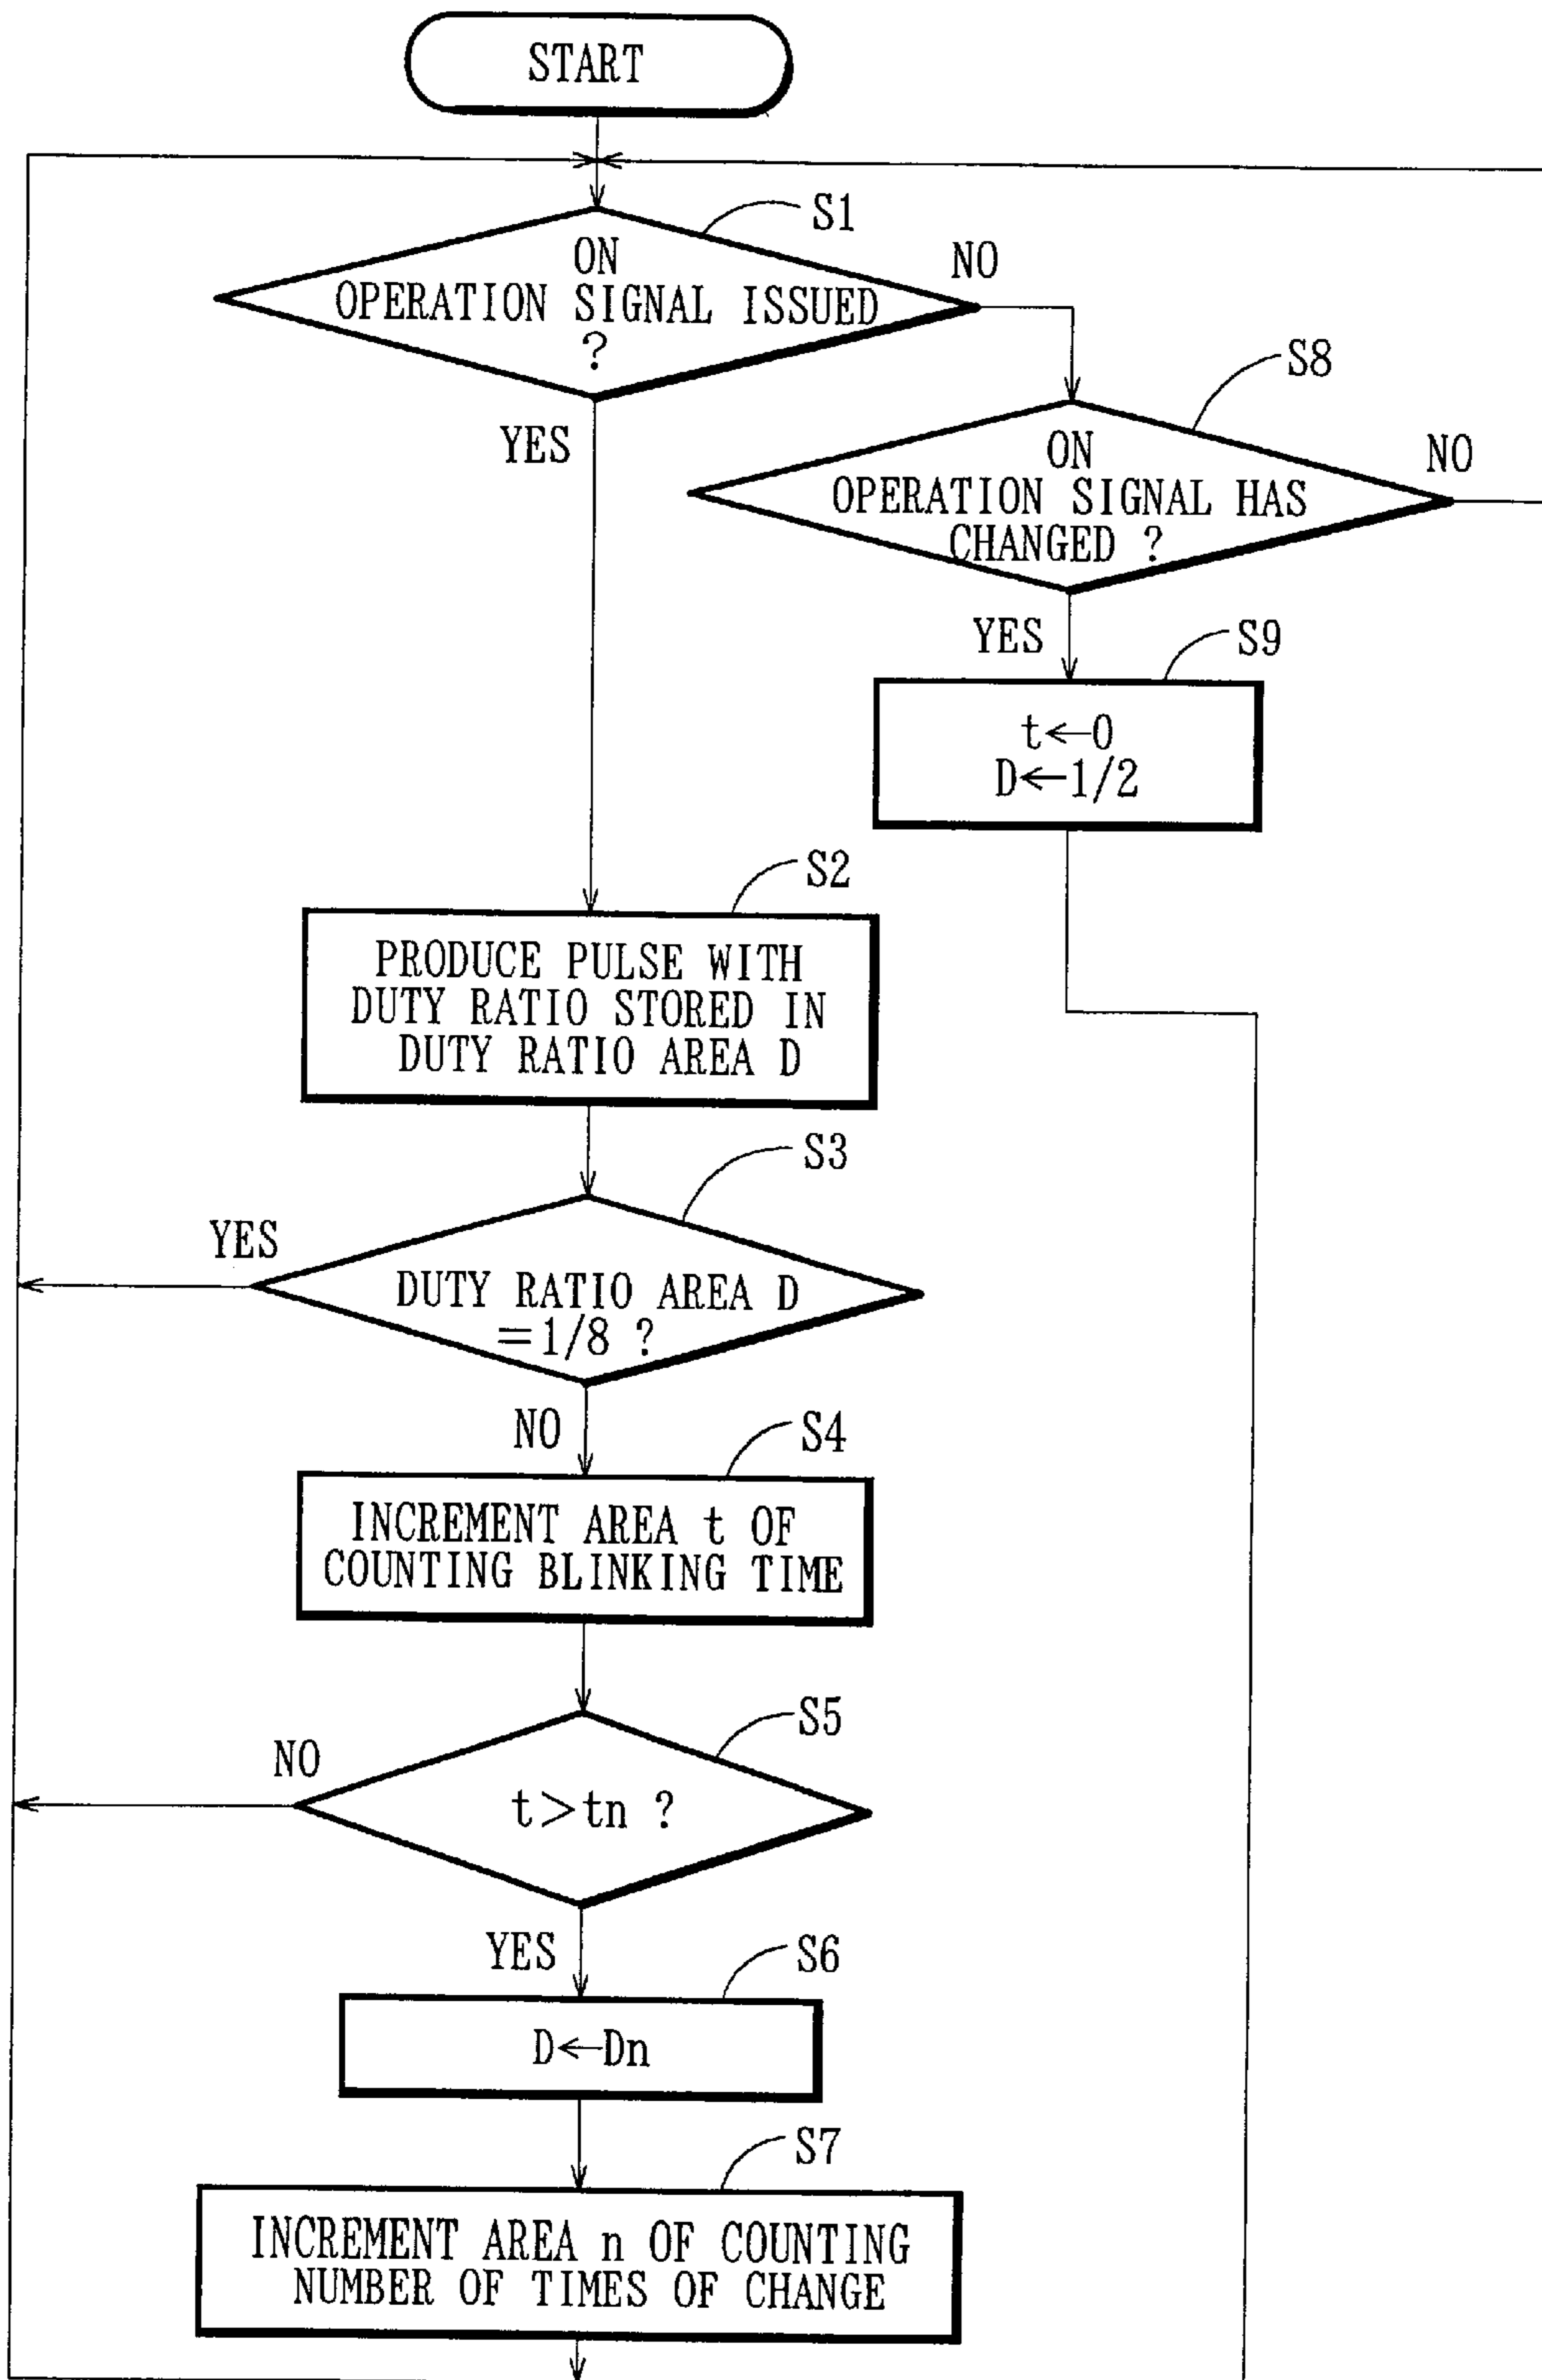 START
S1
ON
OPERATION SIGNAL ISSUED
?
NO
YES
S8
ON
OPERATION SIGNAL HAS
CHANGED ?
NO
YES
S9
t←0
D←1/2
S2
PRODUCE PULSE WITH
DUTY RATIO STORED IN
DUTY RATIO AREA D
S3
YES
DUTY RATIO AREA D
=1/8 ?
NO
S4
INCREMENT AREA t OF
COUNTING BLINKING TIME
S5
NO
t>tn ?
YES
S6
D←Dn
S7
INCREMENT AREA n OF COUNTING
NUMBER OF TIMES OF CHANGE